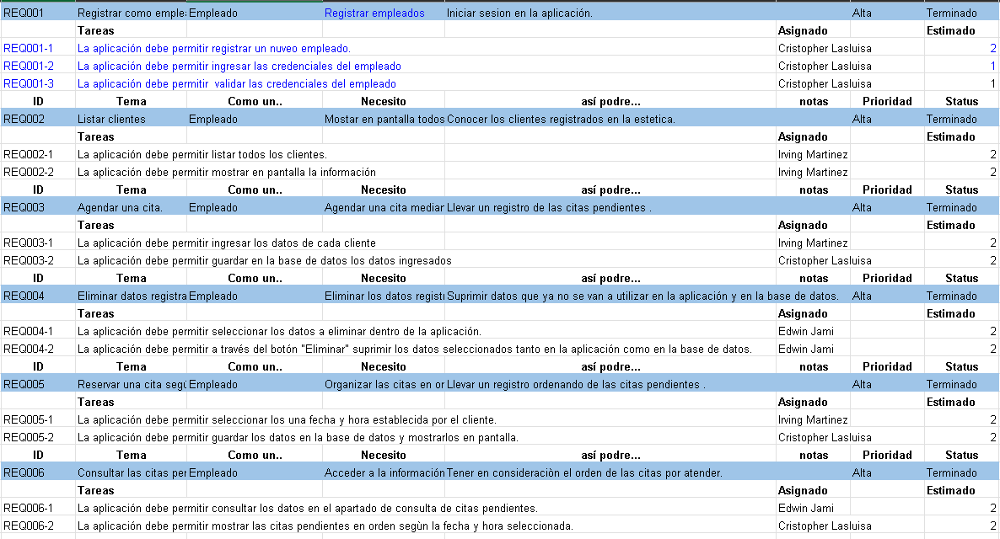 REQ001 Registrar como emple Empleado Registrar empleados Iniciar sesion en la aplicación. Alta Terminado
Tareas Asignado Estimado
REQ001-1 La aplicación debe permitir registrar un nuveo empleado. Cristopher Lasluisa 2
REQ001-2 La aplicación debe permitir ingresar las credenciales del empleado Cristopher Lasluisa 1
REQ001-3 La aplicación debe permitir validar las credenciales del empleado Cristopher Lasluisa 1
ID Tema Como un.. Necesito así podre... notas Prioridad Status
REQ002 Listar clientes Empleado Mostar en pantalla todos Conocer los clientes registrados en la estetica. Alta Terminado
Tareas Asignado Estimado
REQ002-1 La aplicación debe permitir listar todos los clientes. Irving Martinez 2
REQ002-2 La aplicación debe permitir mostrar en pantalla la información Irving Martinez 2
ID Tema Como un.. Necesito así podre... notas Prioridad Status
REQ003 Agendar una cita. Empleado Agendar una cita mediar Llevar un registro de las citas pendientes . Alta Terminado
Tareas Asignado Estimado
REQ003-1 La aplicación debe permitir ingresar los datos de cada cliente Irving Martinez 2
REQ003-2 La aplicación debe permitir guardar en la base de datos los datos ingresados Cristopher Lasluisa 2
ID Tema Como un.. Necesito así podre... notas Prioridad Status
REQ004 Eliminar datos registra Empleado Eliminar los datos registr Suprimir datos que ya no se van a utilizar en la aplicación y en la base de datos. Alta Terminado
Tareas Asignado Estimado
REQ004-1 La aplicación debe permitir seleccionar los datos a eliminar dentro de la aplicación. Edwin Jami 2
REQ004-2 La aplicación debe permitir a través del botón "Eliminar" suprimir los datos seleccionados tanto en la aplicación como en la base de datos. Edwin Jami 2
ID Tema Como un.. Necesito así podre... notas Prioridad Status
REQ005 Reservar una cita segú Empleado Organizar las citas en or Llevar un registro ordenando de las citas pendientes . Alta Terminado
Tareas Asignado Estimado
REQ005-1 La aplicación debe permitir seleccionar los una fecha y hora establecida por el cliente. Irving Martinez 2
REQ005-2 La aplicación debe permitir guardar los datos en la base de datos y mostrarlos en pantalla. Cristopher Lasluisa 2
ID Tema Como un.. Necesito así podre... notas Prioridad Status
REQ006 Consultar las citas per Empleado Acceder a la información Tener en consideraciòn el orden de las citas por atender. Alta Terminado
Tareas Asignado Estimado
REQ006-1 La aplicación debe permitir consultar los datos en el apartado de consulta de citas pendientes. Edwin Jami 2
REQ006-2 La aplicación debe permitir mostrar las citas pendientes en orden segùn la fecha y hora seleccionada. Cristopher Lasluisa 2